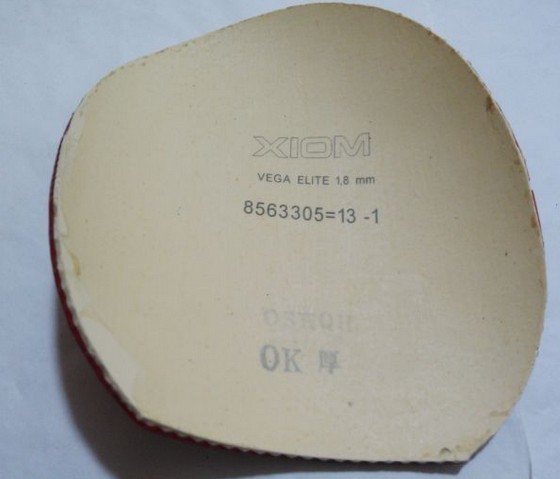 XIOM
VEGA ELITE 1.8 mm
8563305=13 -1
OK 厚